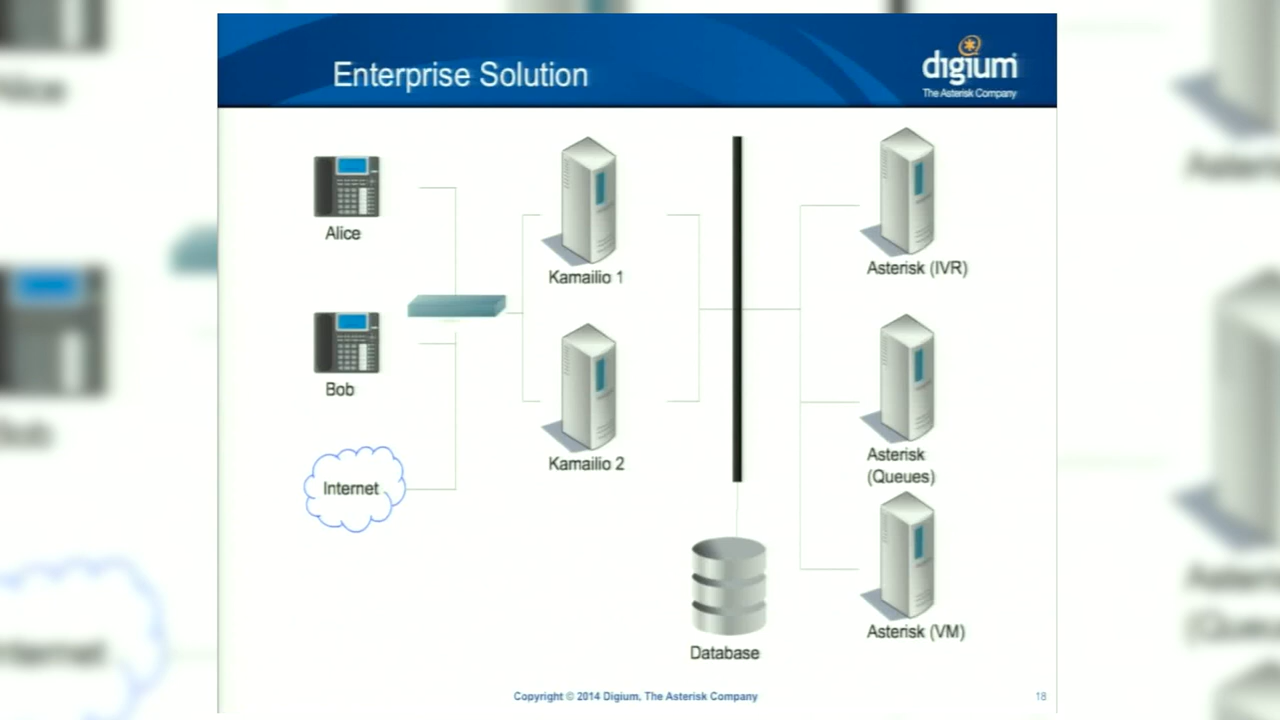 Enterprise Solution
digium
The Asterisk Company
Alice
Kamailio 1
Asterisk (IVR)
Bob
Kamailio 2
Asterisk
(Queues)
Internet
Asterisk (VM)
Database
Copyright © 2014 Digium, The Asterisk Company
18